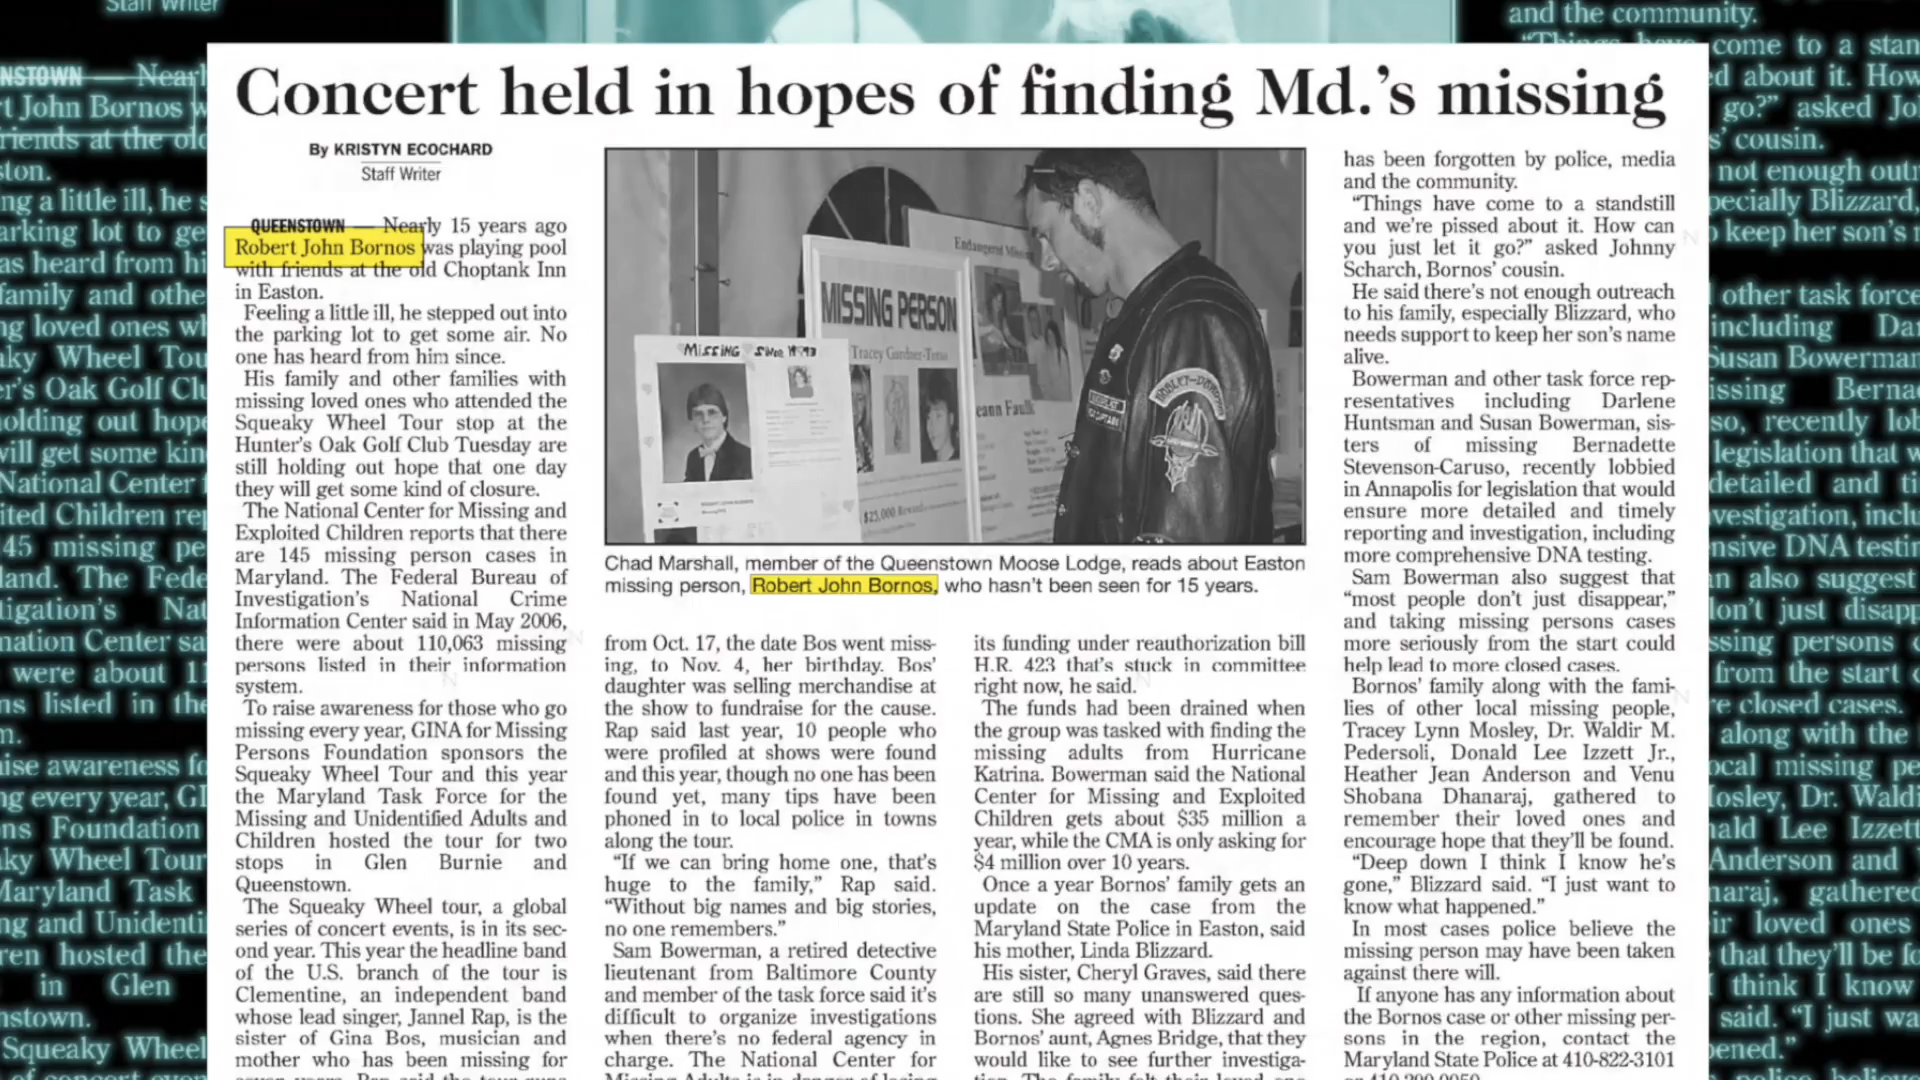 Concert held in hopes of finding Md.'s missing
By KRISTYN ECOCHARD
Staff Writer
QUEENSTOWN — Nearly 15 years ago
Robert John Bornos was playing pool
with friends at the old Choptank Inn
in Easton.
Feeling a little ill, he stepped out into
the parking lot to get some air. No
one has heard from him since.
His family and other families with
missing loved ones who attended the
Squeaky Wheel Tour stop at the
Hunter's Oak Golf Club Tuesday are
still holding out hope that one day
they will get some kind of closure.
The National Center for Missing and
Exploited Children reports that there
are 145 missing person cases in
Maryland. The Federal Bureau of
Investigation's National Crime
Information Center said in May 2006,
there were about 110,063 missing
persons listed in their information
system.
To raise awareness for those who go
missing every year, GINA for Missing
Persons Foundation sponsors the
Squeaky Wheel Tour and this year
the Maryland Task Force for the
Missing and Unidentified Adults and
Children hosted the tour for two
stops in Glen Burnie and
Queenstown.
The Squeaky Wheel tour, a global
series of concert events, is in its sec-
ond year. This year the headline band
of the U.S. branch of the tour is
Clementine, an independent band
whose lead singer, Jannel Rap, is the
sister of Gina Bos, musician and
mother who has been missing for
MISSING SINCE 1993
MISSING PERSON
Tracey Gardner-Tetso
Endangered Missing
$25,000 Reward
Chad Marshall, member of the Queenstown Moose Lodge, reads about Easton
missing person, Robert John Bornos, who hasn't been seen for 15 years.
from Oct. 17, the date Bos went miss-
ing, to Nov. 4, her birthday. Bos'
daughter was selling merchandise at
the show to fundraise for the cause.
Rap said last year, 10 people who
were profiled at shows were found
and this year, though no one has been
found yet, many tips have been
phoned in to local police in towns
along the tour.
"If we can bring home one, that's
huge to the family," Rap said.
"Without big names and big stories,
no one remembers."
Sam Bowerman, a retired detective
lieutenant from Baltimore County
and member of the task force said it's
difficult to organize investigations
when there's no federal agency in
charge. The National Center for
Missing Adults is in danger of losing
its funding under reauthorization bill
H.R. 423 that's stuck in committee
right now, he said.
The funds had been drained when
the group was tasked with finding the
missing adults from Hurricane
Katrina. Bowerman said the National
Center for Missing and Exploited
Children gets about $35 million a
year, while the CMA is only asking for
$4 million over 10 years.
Once a year Bornos' family gets an
update on the case from the
Maryland State Police in Easton, said
his mother, Linda Blizzard.
His sister, Cheryl Graves, said there
are still so many unanswered ques-
tions. She agreed with Blizzard and
Bornos' aunt, Agnes Bridge, that they
would like to see further investiga-
tion. The family felt their loved one
has been forgotten by police, media
and the community.
"Things have come to a standstill
and we're pissed about it. How can
you just let it go?" asked Johnny
Scharch, Bornos' cousin.
He said there's not enough outreach
to his family, especially Blizzard, who
needs support to keep her son's name
alive.
Bowerman and other task force rep-
resentatives including Darlene
Huntsman and Susan Bowerman, sis-
ters of missing Bernadette
Stevenson-Caruso, recently lobbied
in Annapolis for legislation that would
ensure more detailed and timely
reporting and investigation, including
more comprehensive DNA testing.
Sam Bowerman also suggest that
"most people don't just disappear,"
and taking missing persons cases
more seriously from the start could
help lead to more closed cases.
Bornos' family along with the fami-
lies of other local missing people,
Tracey Lynn Mosley, Dr. Waldir M.
Pedersoli, Donald Lee Izzett Jr.,
Heather Jean Anderson and Venu
Shobana Dhanaraj, gathered to
remember their loved ones and
encourage hope that they'll be found.
"Deep down I think I know he's
gone," Blizzard said. "I just want to
know what happened."
In most cases police believe the
missing person may have been taken
against there will.
If anyone has any information about
the Bornos case or other missing per-
sons in the region, contact the
Maryland State Police at 410-822-3101